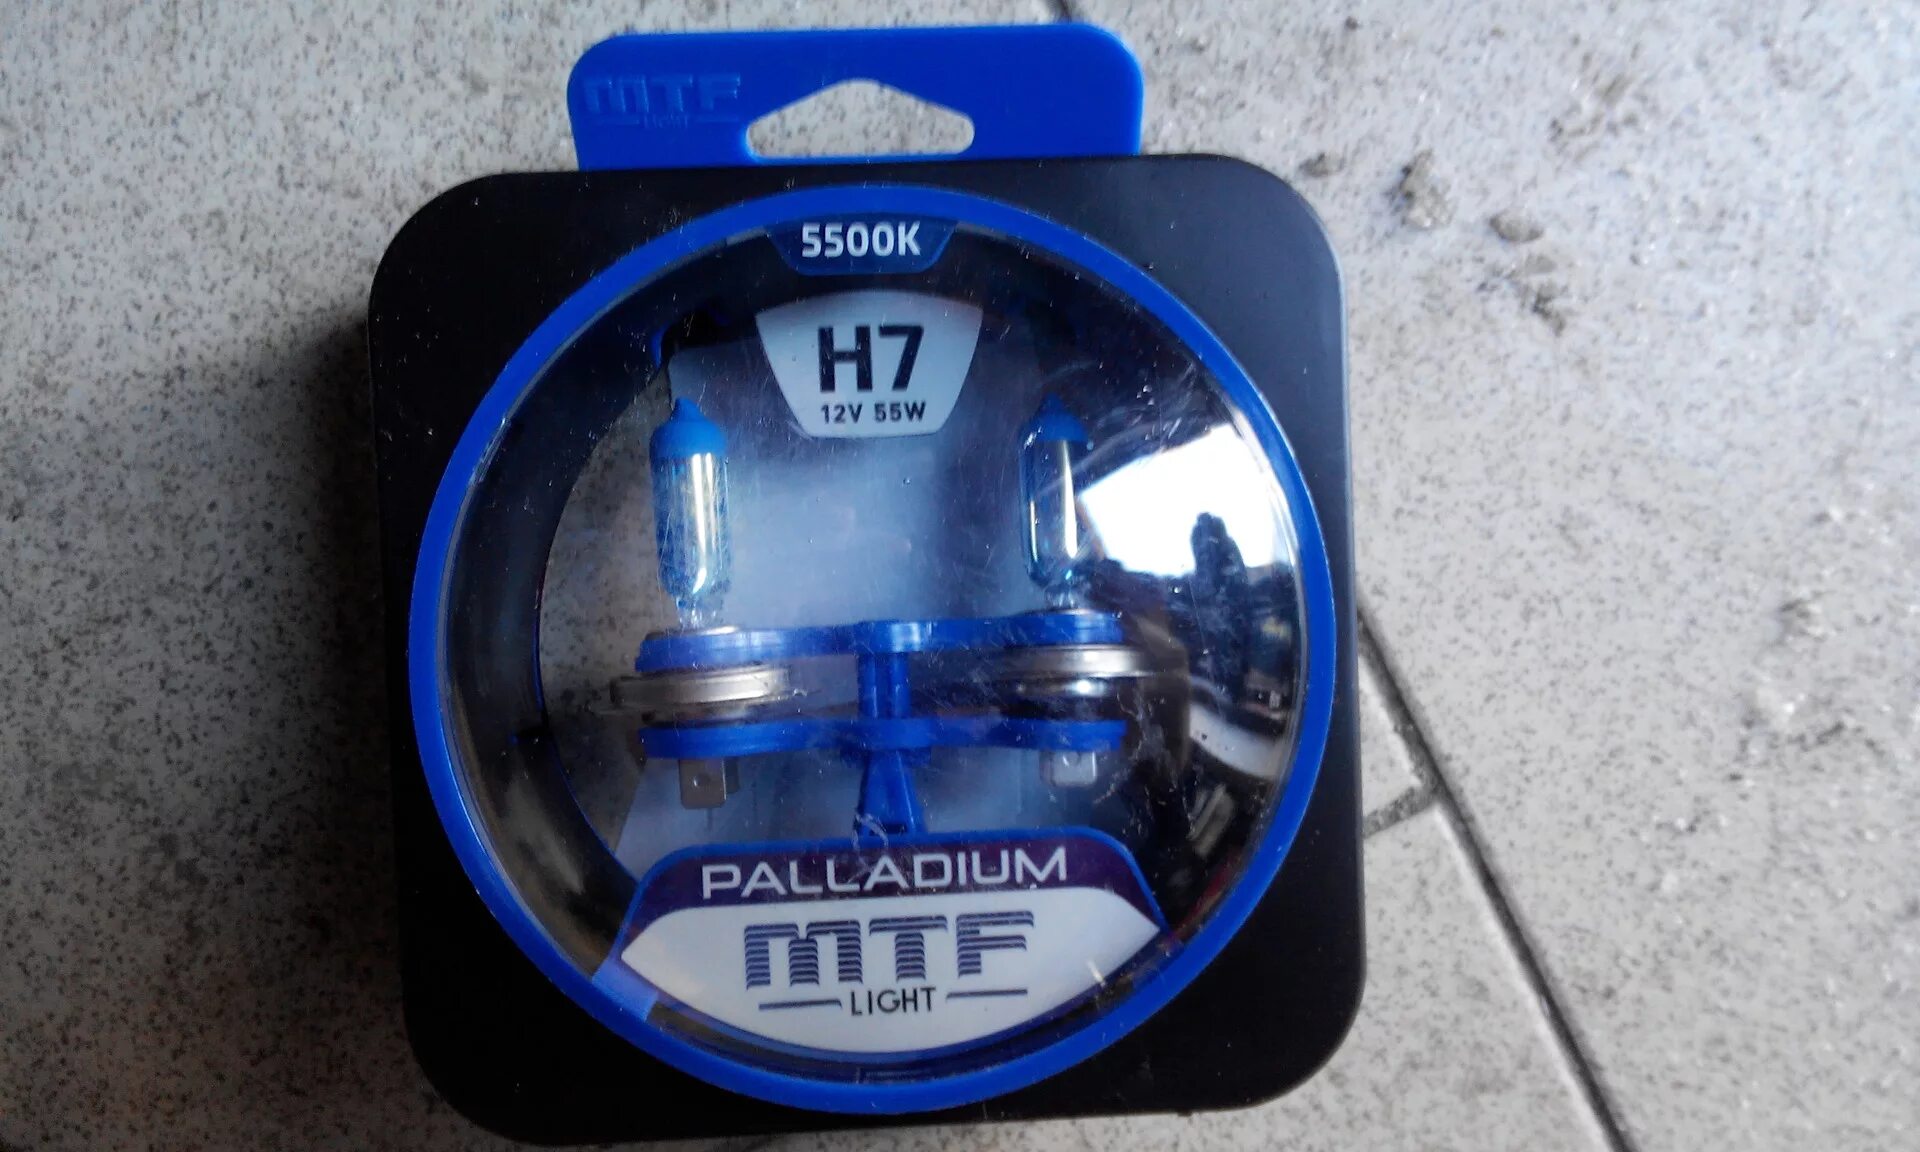 MTF
LIGHT
5500K
H7
12V 55W
PALLADIUM
MTF
LIGHT